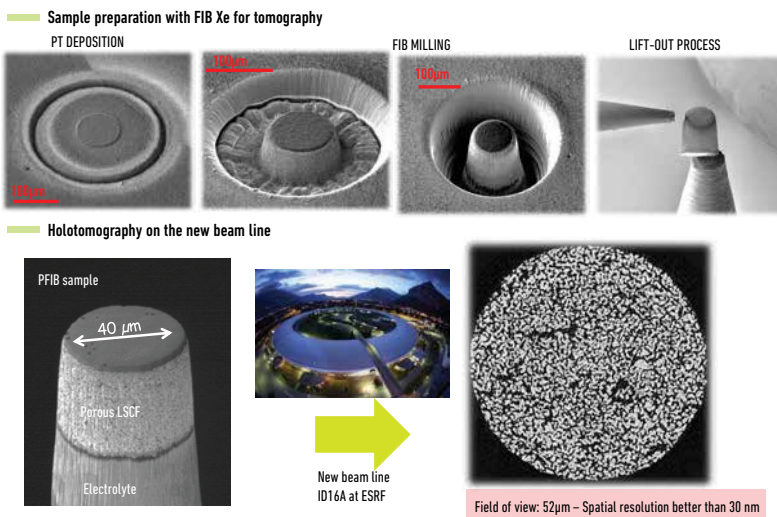 Sample preparation with FIB Xe for tomography
PT DEPOSITION
FIB MILLING
LIFT-OUT PROCESS
100µm
100µm
100µm
Holotomography on the new beam line
PFIB sample
40 µm
Porous LSCF
Electrolyte
New beam line
ID16A at ESRF
Field of view: 52µm – Spatial resolution better than 30 nm